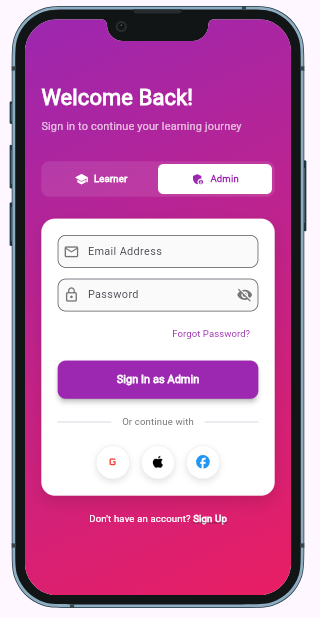 Welcome Back!
Sign in to continue your learning journey
Learner
Admin
Email Address
Password
Forgot Password?
Sign In as Admin
Or continue with
G
Don't have an account? Sign Up